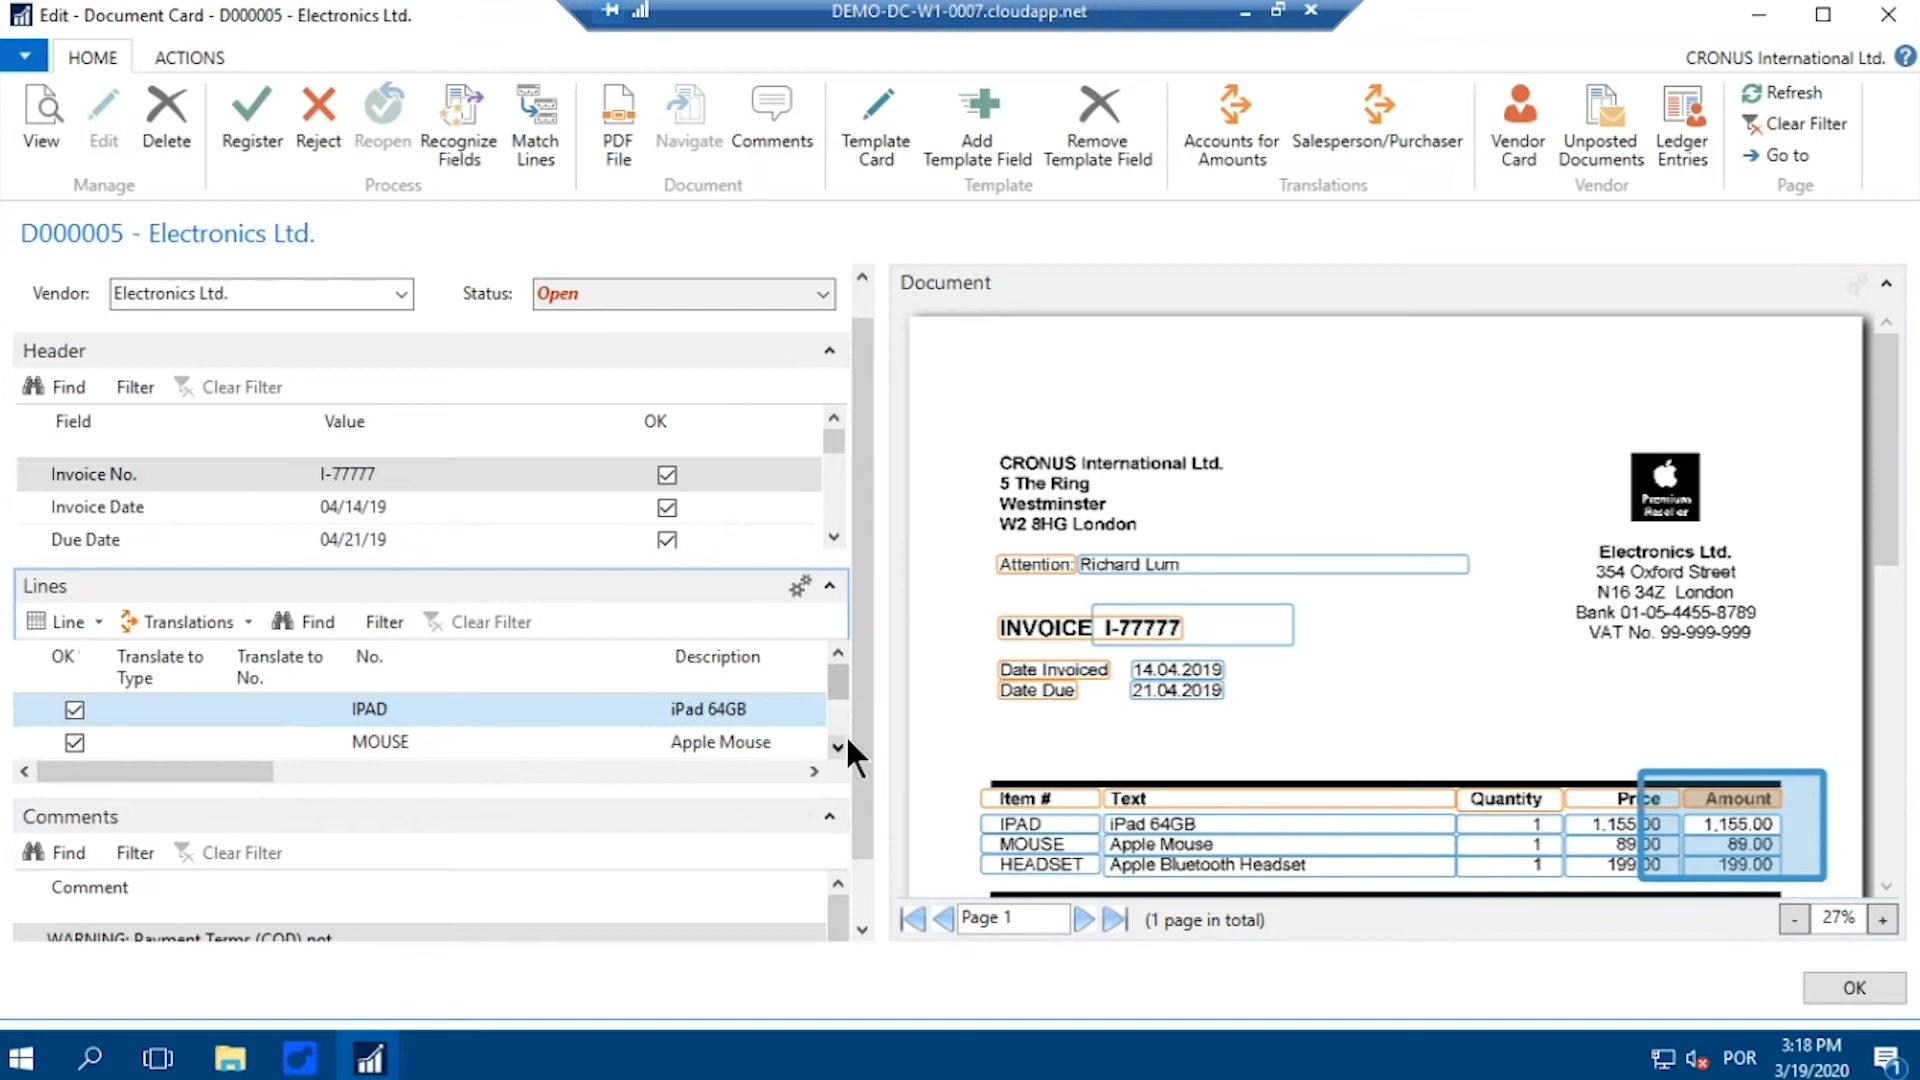 Edit - Document Card - D000005 - Electronics Ltd.
DEMO-DC-W1-0007.cloudapp.net
HOME
ACTIONS
CRONUS International Ltd.
View
Edit
Delete
Manage
Register
Reject
Reopen
Recognize Fields
Match Lines
Process
PDF File
Navigate
Comments
Document
Template Card
Add Template Field
Remove Template Field
Template
Accounts for Amounts
Salesperson/Purchaser
Translations
Vendor Card
Unposted Documents
Ledger Entries
Vendor
Refresh
Clear Filter
Go to
Page
D000005 - Electronics Ltd.
Vendor: Electronics Ltd.
Status: Open
Header
Find Filter Clear Filter
Field Value OK
Invoice No. I-77777
Invoice Date 04/14/19
Due Date 04/21/19
Lines
Line Translations Find Filter Clear Filter
OK Translate to Type Translate to No. No. Description
IPAD iPad 64GB
MOUSE Apple Mouse
Comments
Find Filter Clear Filter
Comment
WARNING: Payment Terms (COD) not
Document
CRONUS International Ltd.
5 The Ring
Westminster
W2 8HG London
Premium
Reseller
Attention: Richard Lum
Electronics Ltd.
354 Oxford Street
N16 34Z London
Bank 01-05-4455-8789
VAT No. 99-999-999
INVOICE I-77777
Date Invoiced 14.04.2019
Date Due 21.04.2019
Item # Text Quantity Price Amount
IPAD iPad 64GB 1 1.155.00 1,155.00
MOUSE Apple Mouse 1 89.00 89.00
HEADSET Apple Bluetooth Headset 1 199.00 199.00
Page 1 (1 page in total)
- 27% +
OK
POR
3:18 PM
3/19/2020
1